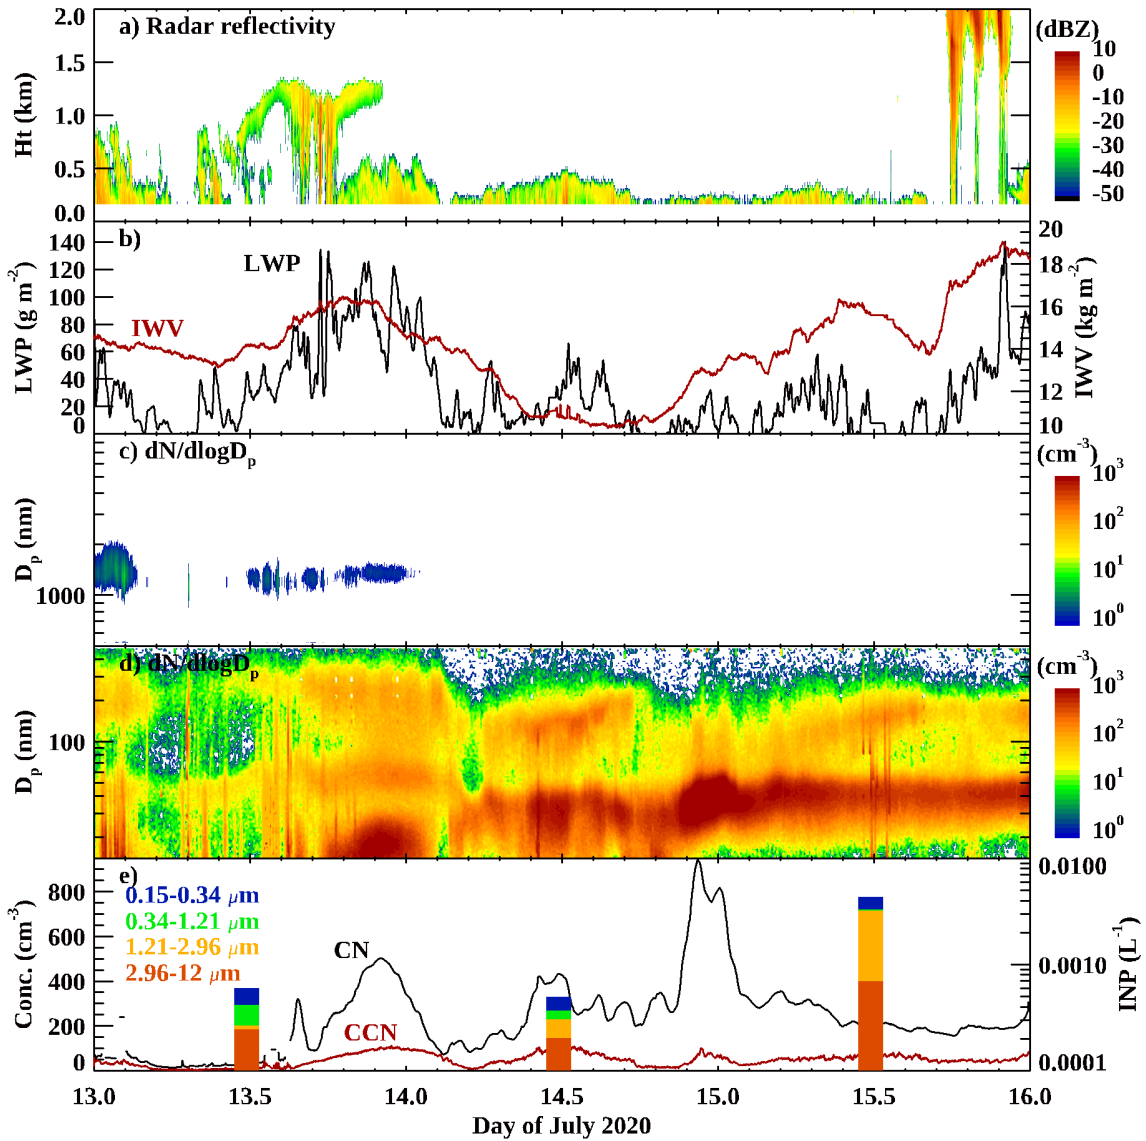 a) Radar reflectivity
(dBZ)
Ht (km)
2.0
1.5
1.0
0.5
0.0
10
0
-10
-20
-30
-40
-50
b)
LWP
IWV
LWP (g m-2)
140
120
100
80
60
40
20
0
20
18
16
14
12
10
IWV (kg m-2)
c) dN/dlogDp
(cm-3)
Dp (nm)
1000
103
102
101
100
d) dN/dlogDp
(cm-3)
Dp (nm)
100
103
102
101
100
e)
0.15-0.34 μm
0.34-1.21 μm
1.21-2.96 μm
2.96-12 μm
CN
CCN
Conc. (cm-3)
800
600
400
200
0
0.0100
0.0010
0.0001
INP (L-1)
13.0 13.5 14.0 14.5 15.0 15.5 16.0
Day of July 2020